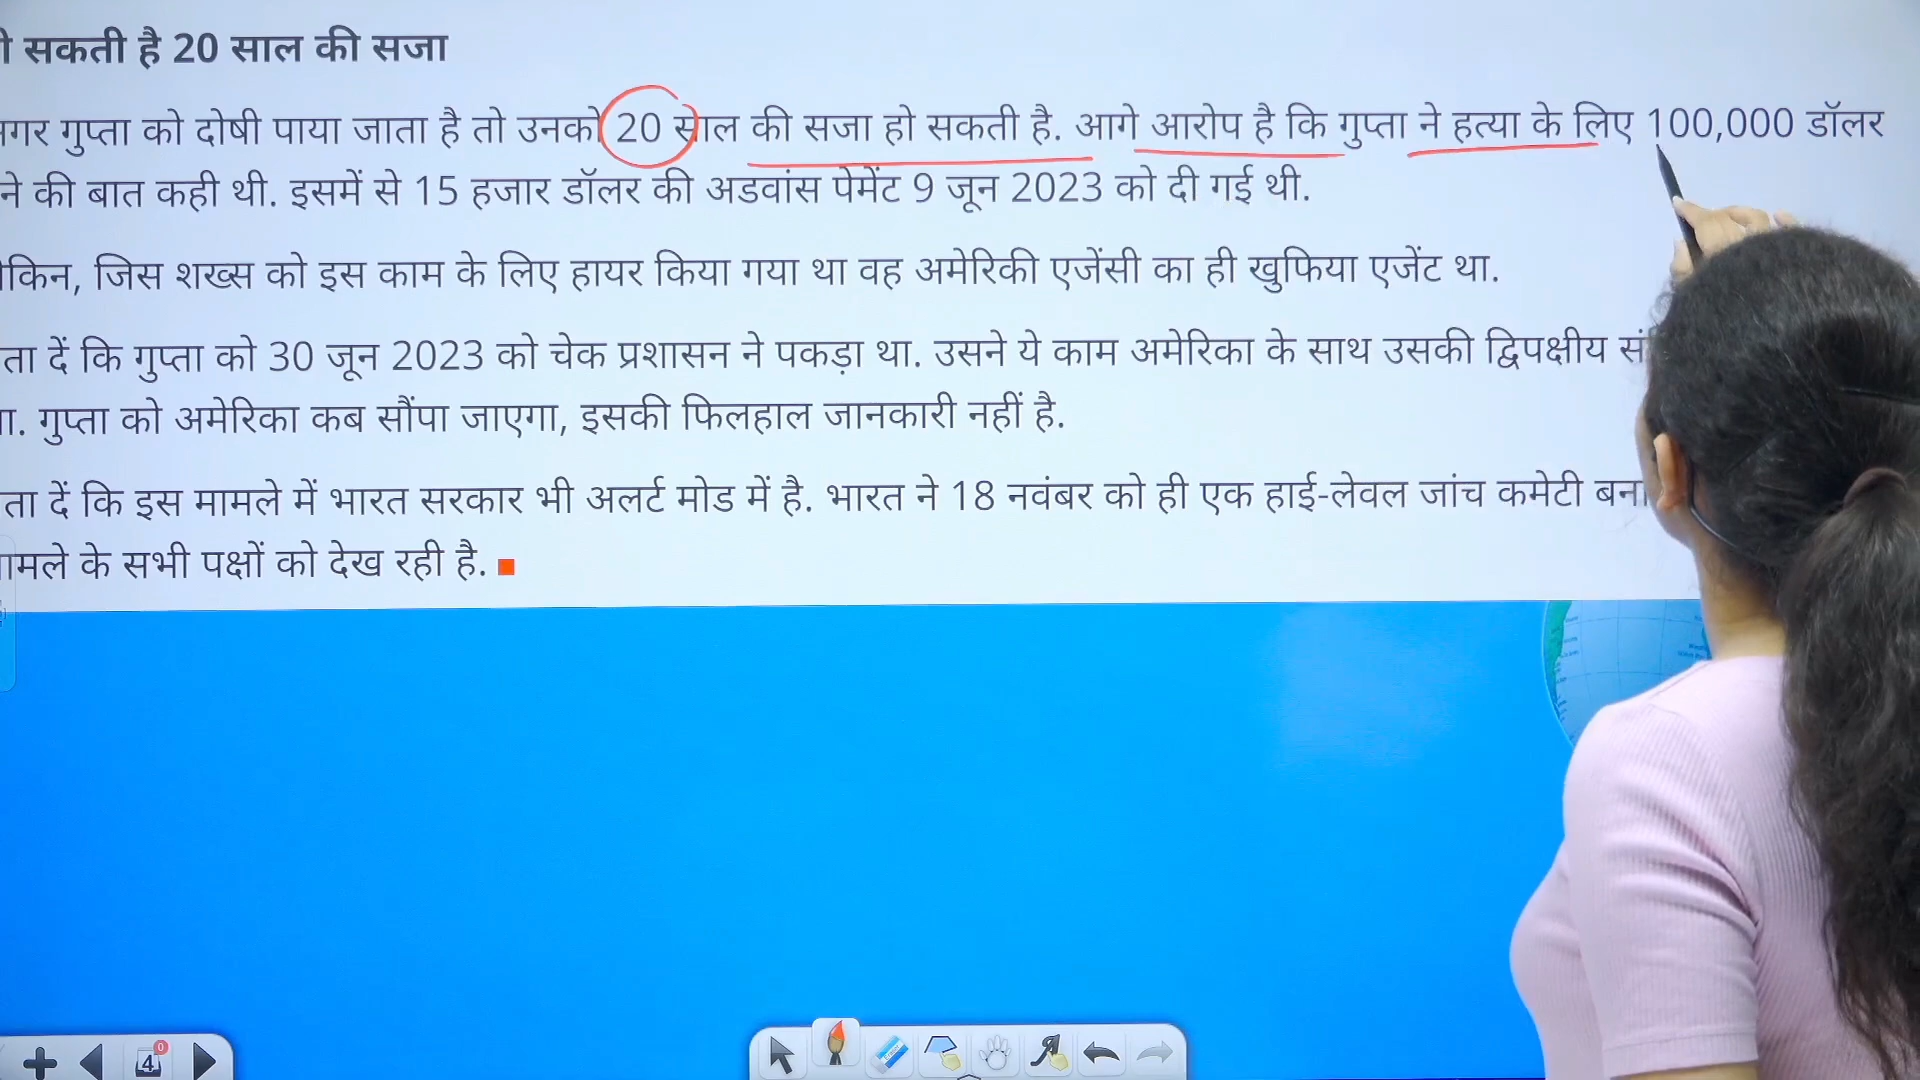 सकती है 20 साल की सजा
गुप्ता को दोषी पाया जाता है तो उनको 20 साल की सजा हो सकती है. आगे आरोप है कि गुप्ता ने हत्या के लिए 100,000 डॉलर
ने की बात कही थी. इसमें से 15 हजार डॉलर की अडवांस पेमेंट 9 जून 2023 को दी गई थी.
किन, जिस शख्स को इस काम के लिए हायर किया गया था वह अमेरिकी एजेंसी का ही खुफिया एजेंट था.
ता दें कि गुप्ता को 30 जून 2023 को चेक प्रशासन ने पकड़ा था. उसने ये काम अमेरिका के साथ उसकी द्विपक्षीय
गुप्ता को अमेरिका कब सौंपा जाएगा, इसकी फिलहाल जानकारी नहीं है.
ता दें कि इस मामले में भारत सरकार भी अलर्ट मोड में है. भारत ने 18 नवंबर को ही एक हाई-लेवल जांच कमेटी बना
मले के सभी पक्षों को देख रही है.
4 0